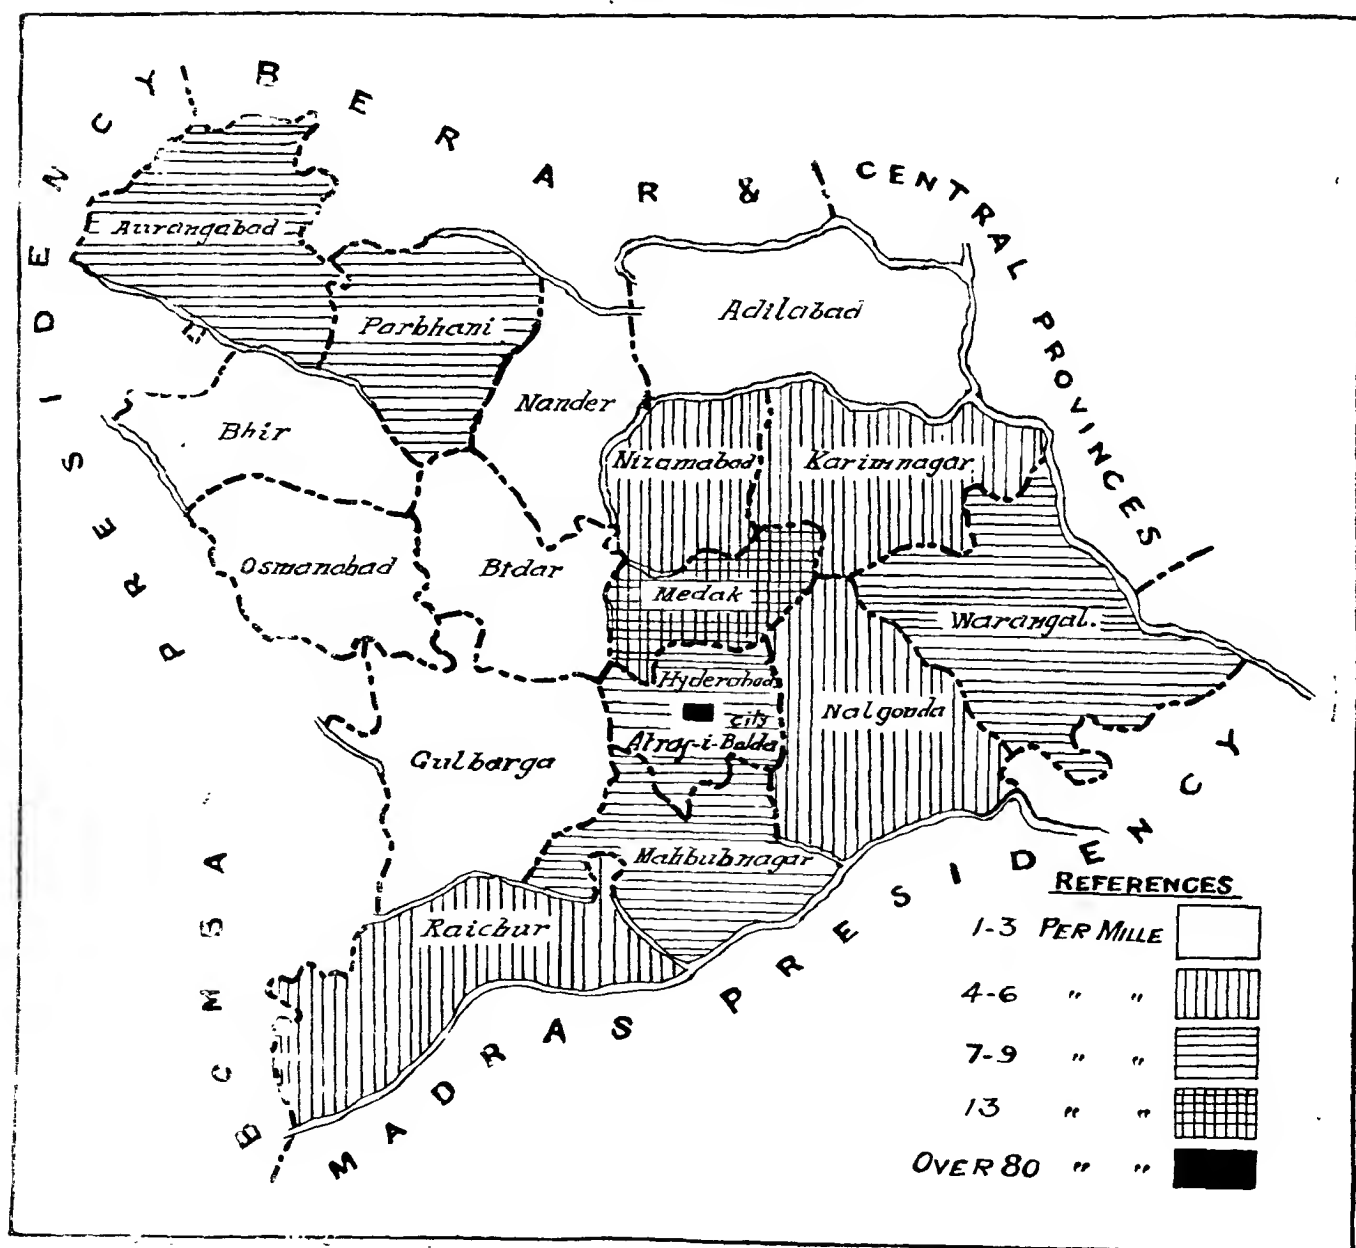 BERAR & CENTRAL PROVINCES
PRESIDENCY
Aurangabad
Parbhani
Adilabad
Nander
Bhir
Nizamabad
Karimnagar
Osmanabad
Bidar
Medak
Warangal.
Hyderabad
City
Atraf-i-Balda
Nalgonda
Gulbarga
Mahbubnagar
Raichur
MADRAS PRESIDENCY
REFERENCES
1-3 PER MILLE
4-6 " "
7-9 " "
13 " "
OVER 80 " "